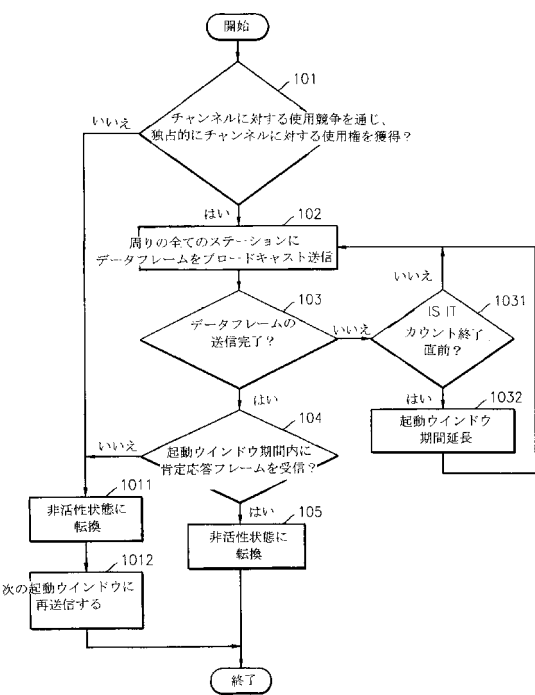 開始
101
チャンネルに対する使用競争を通じ、
独占的にチャンネルに対する使用権を獲得？
いいえ
はい
102
周りの全てのステーションに
データフレームをブロードキャスト送信
103
データフレームの
送信完了？
いいえ
はい
いいえ
1031
IS IT
カウント終了
直前？
はい
1032
起動ウインドウ
期間延長
104
起動ウインドウ期間内に
肯定応答フレームを受信？
いいえ
はい
1011
非活性状態に
転換
1012
次の起動ウインドウに
再送信する
105
非活性状態に
転換
終了